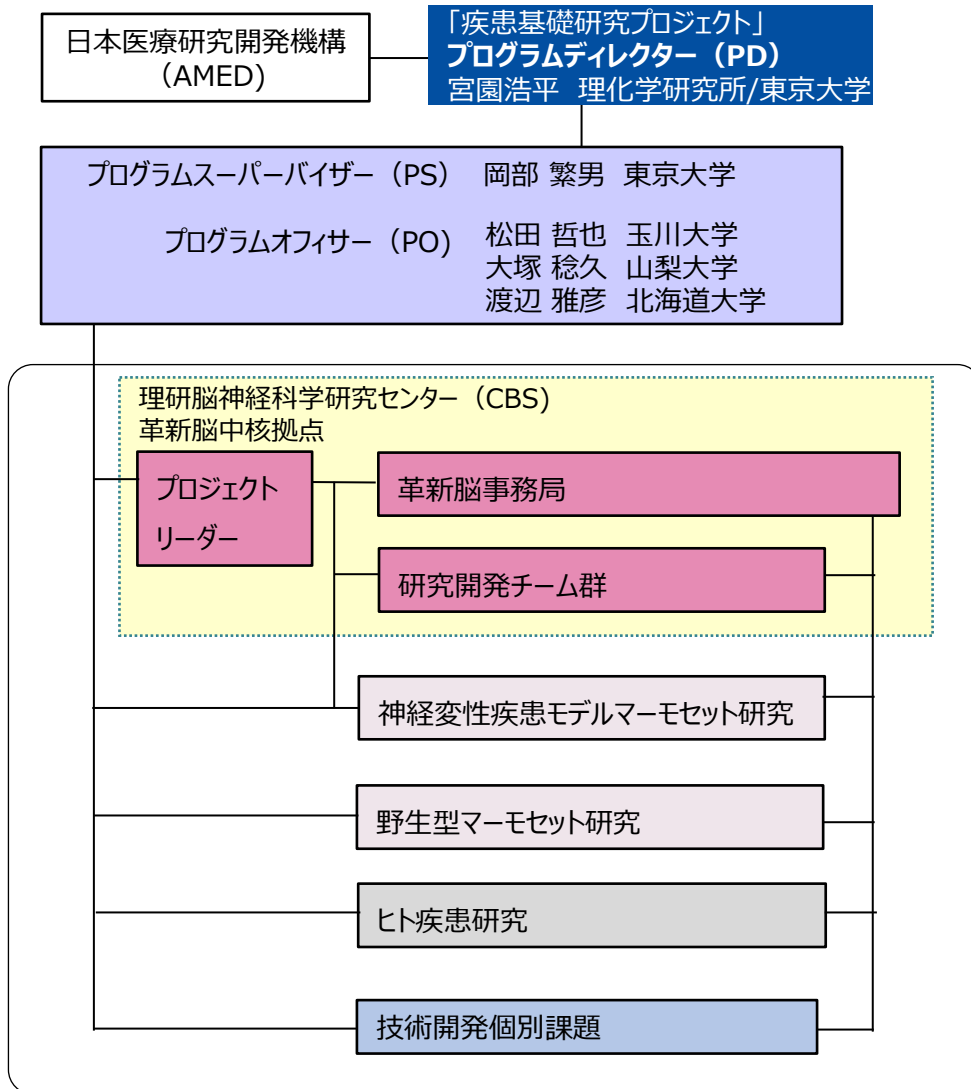 日本医療研究開発機構
（AMED)
「疾患基礎研究プロジェクト」
プログラムディレクター（PD）
宮園浩平 理化学研究所/東京大学
プログラムスーパーバイザー（PS） 岡部 繁男 東京大学
プログラムオフィサー（PO) 松田 哲也 玉川大学
大塚 稔久 山梨大学
渡辺 雅彦 北海道大学
理研脳神経科学研究センター（CBS)
革新脳中核拠点
プロジェクト
リーダー
革新脳事務局
研究開発チーム群
神経変性疾患モデルマーモセット研究
野生型マーモセット研究
ヒト疾患研究
技術開発個別課題